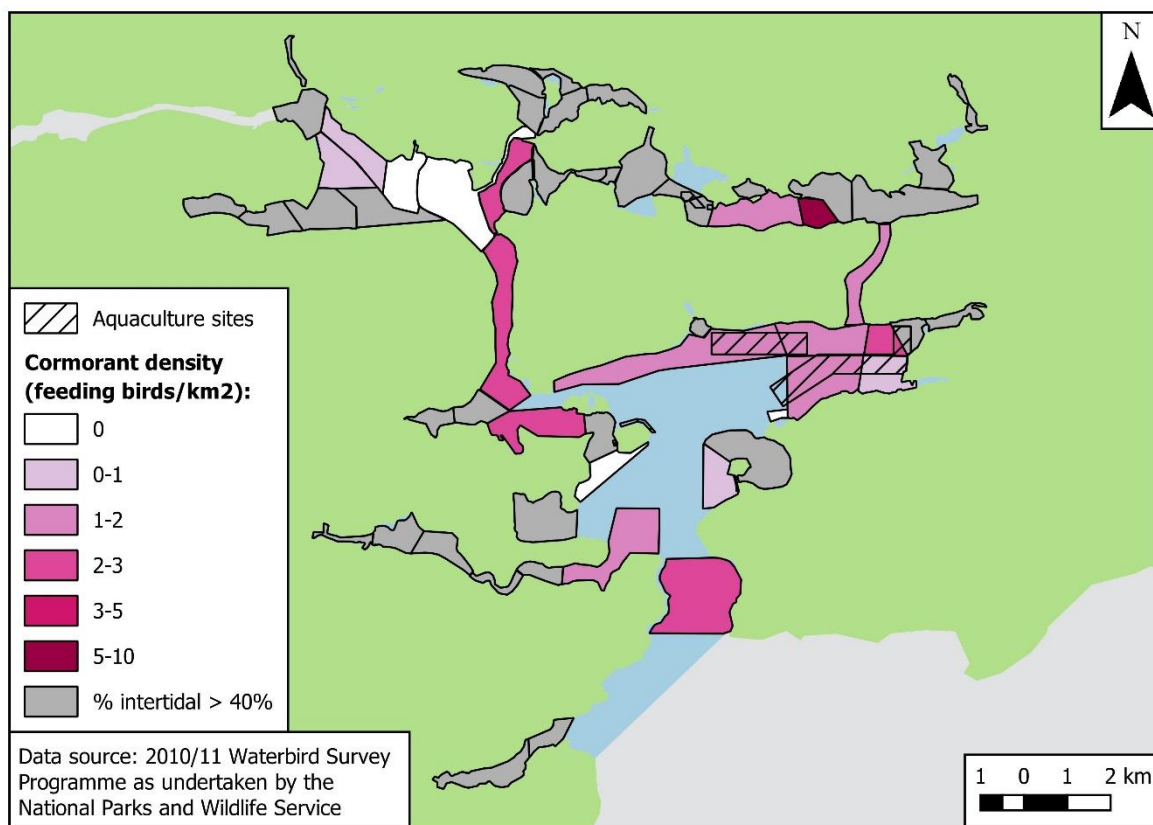 N
Aquaculture sites
Cormorant density
(feeding birds/km2):
0
0-1
1-2
2-3
3-5
5-10
% intertidal > 40%
Data source: 2010/11 Waterbird Survey
Programme as undertaken by the
National Parks and Wildlife Service
1 0 1 2 km